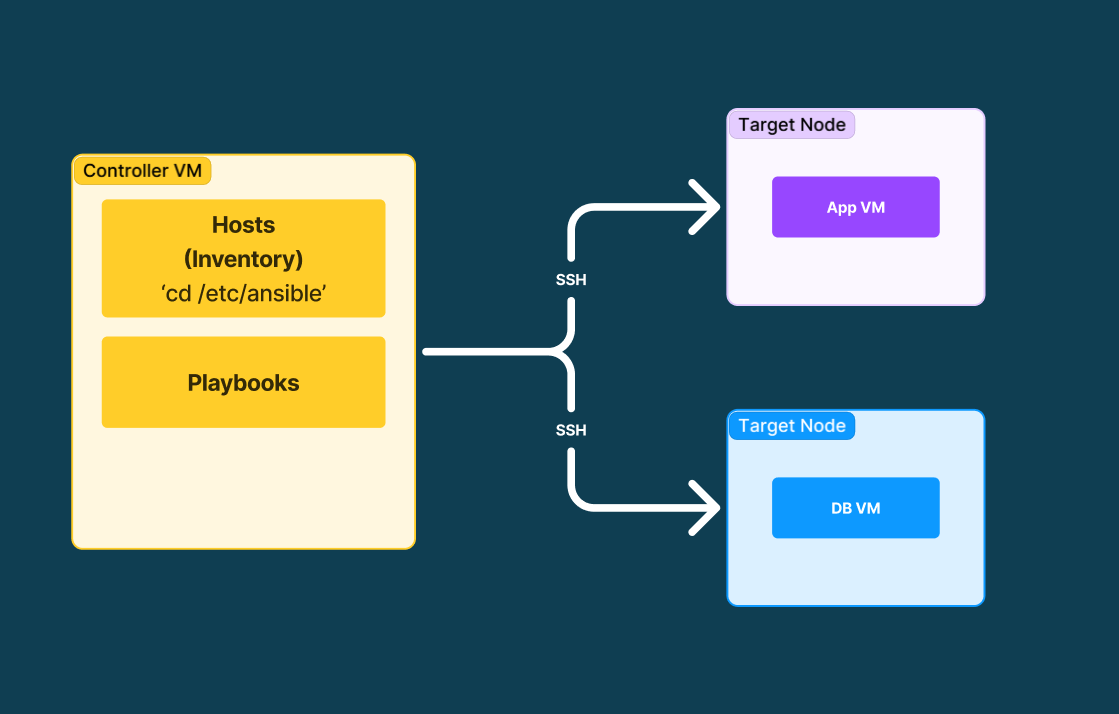 Controller VM
Hosts
(Inventory)
‘cd /etc/ansible’
Playbooks
SSH
SSH
Target Node
App VM
Target Node
DB VM